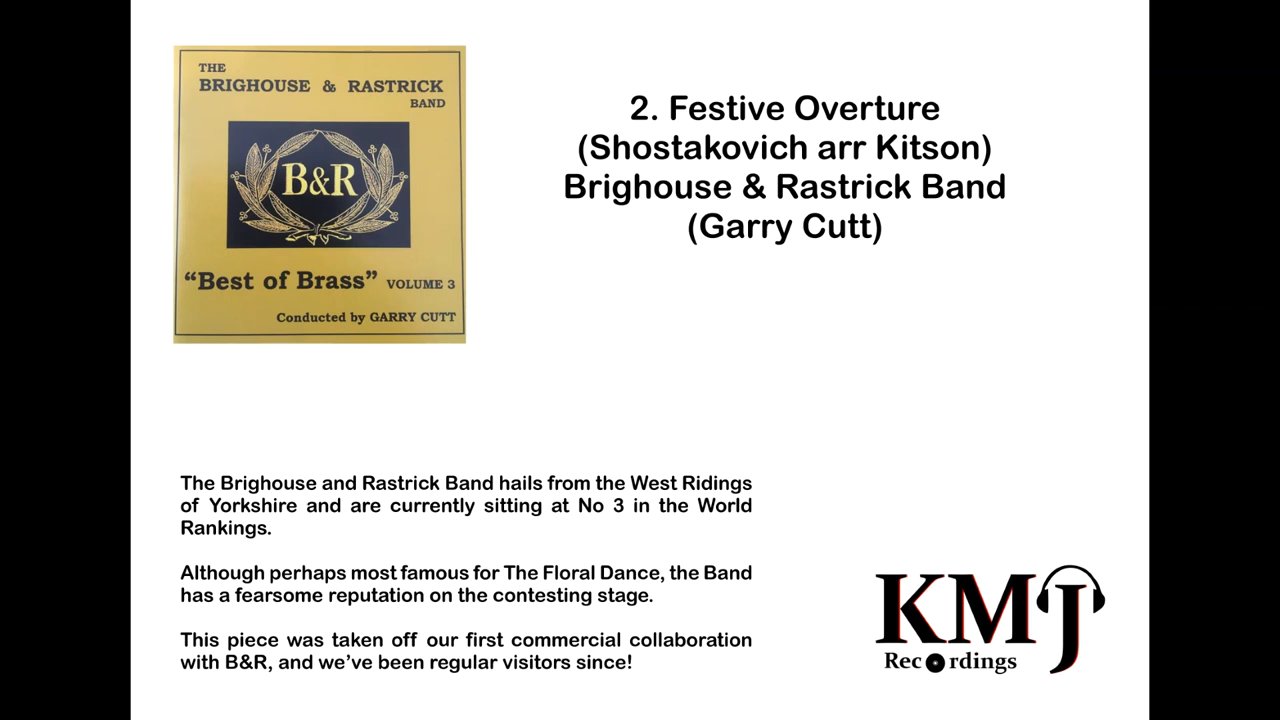 THE
BRIGHOUSE & RASTRICK
BAND
B&R
“Best of Brass” VOLUME 3
Conducted by GARRY CUTT
2. Festive Overture
(Shostakovich arr Kitson)
Brighouse & Rastrick Band
(Garry Cutt)
The Brighouse and Rastrick Band hails from the West Ridings
of Yorkshire and are currently sitting at No 3 in the World
Rankings.
Although perhaps most famous for The Floral Dance, the Band
has a fearsome reputation on the contesting stage.
This piece was taken off our first commercial collaboration
with B&R, and we’ve been regular visitors since!
KMJ
Recordings